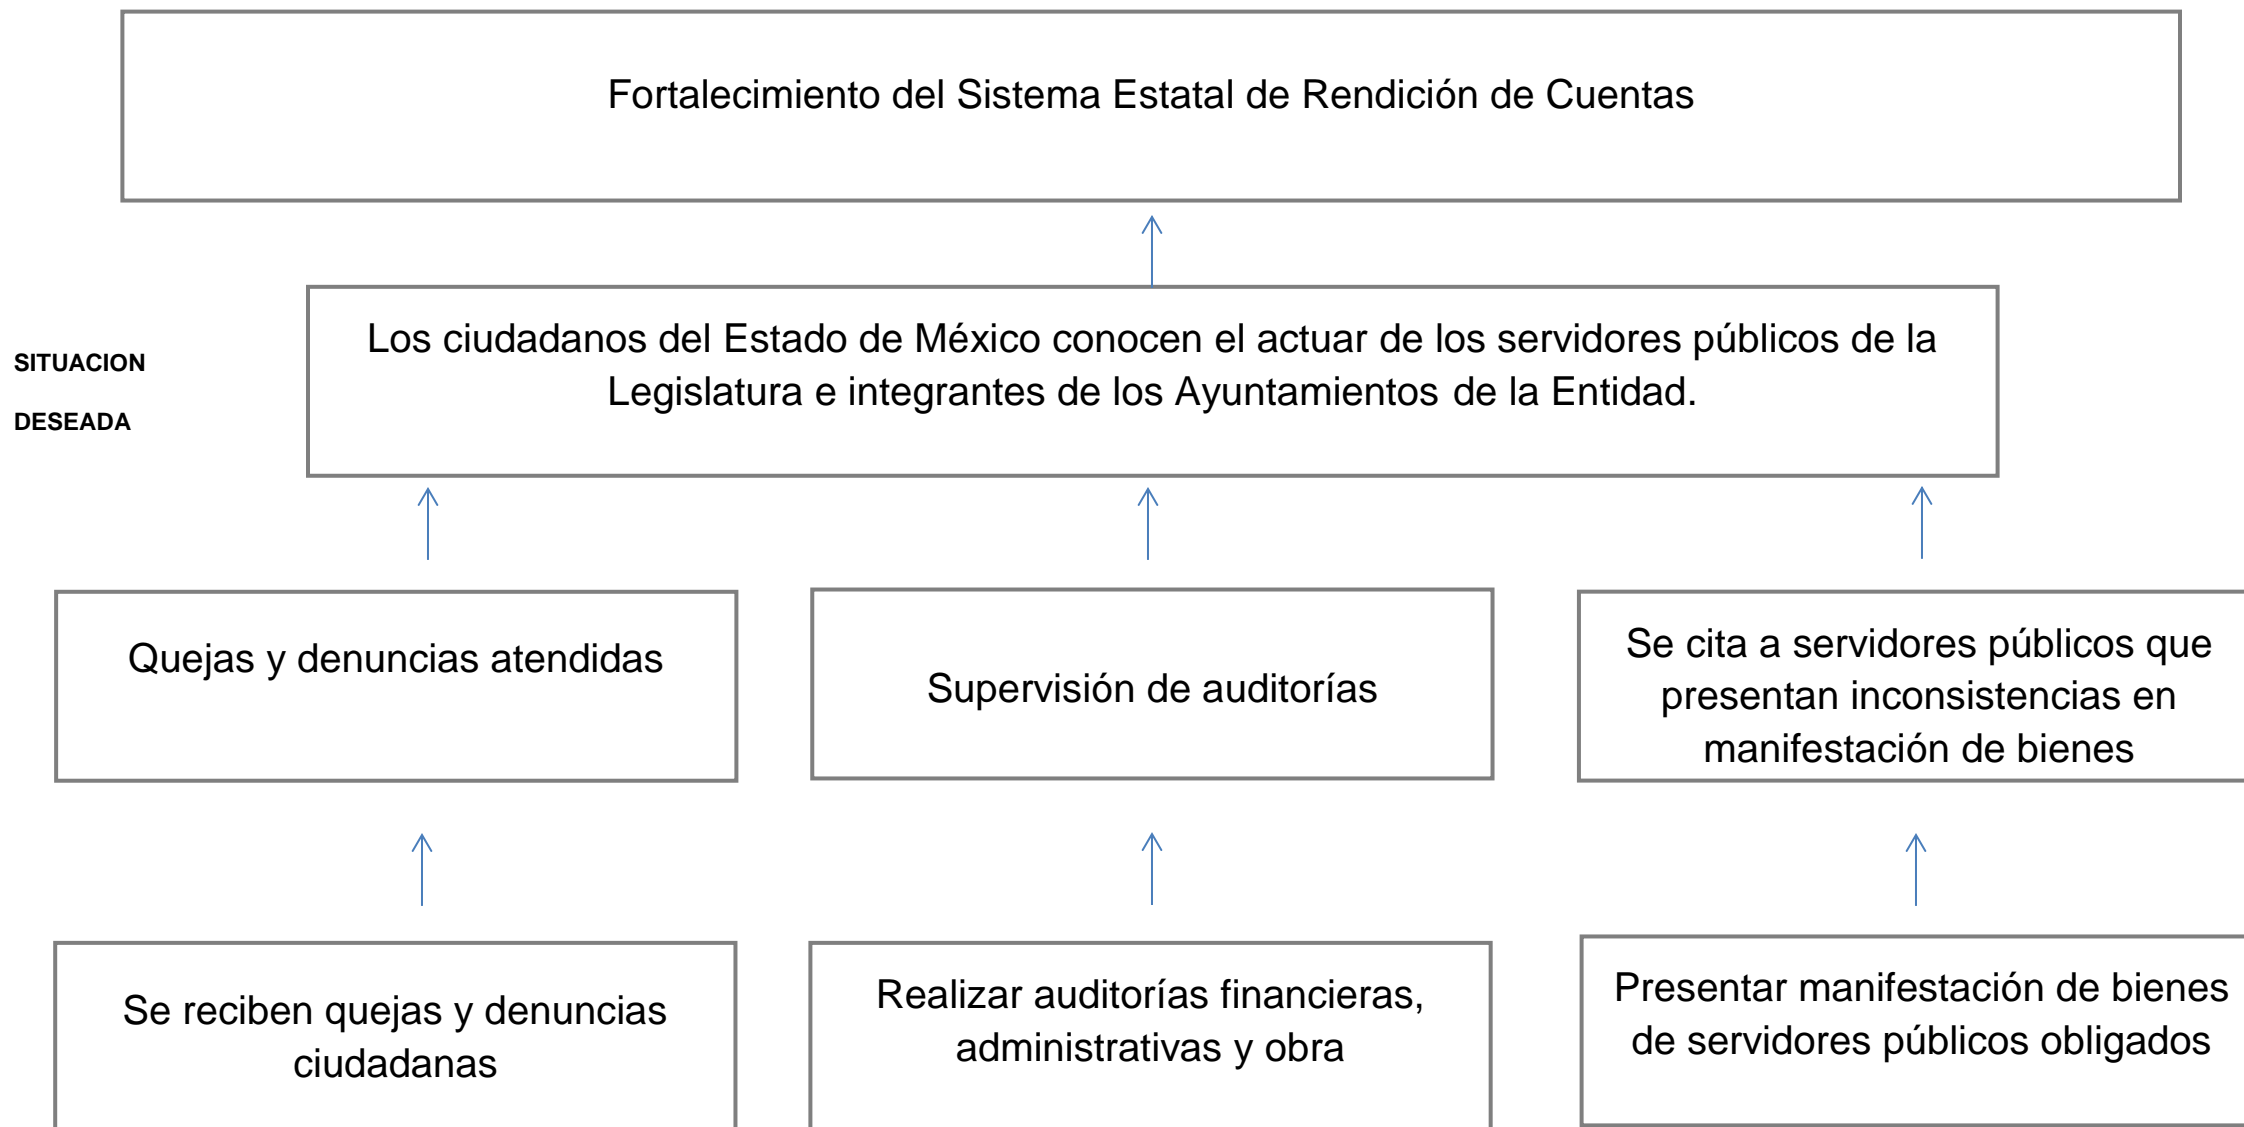 Fortalecimiento del Sistema Estatal de Rendición de Cuentas
SITUACION
DESEADA
Los ciudadanos del Estado de México conocen el actuar de los servidores públicos de la
Legislatura e integrantes de los Ayuntamientos de la Entidad.
Quejas y denuncias atendidas
Supervisión de auditorías
Se cita a servidores públicos que
presentan inconsistencias en
manifestación de bienes
Se reciben quejas y denuncias
ciudadanas
Realizar auditorías financieras,
administrativas y obra
Presentar manifestación de bienes
de servidores públicos obligados